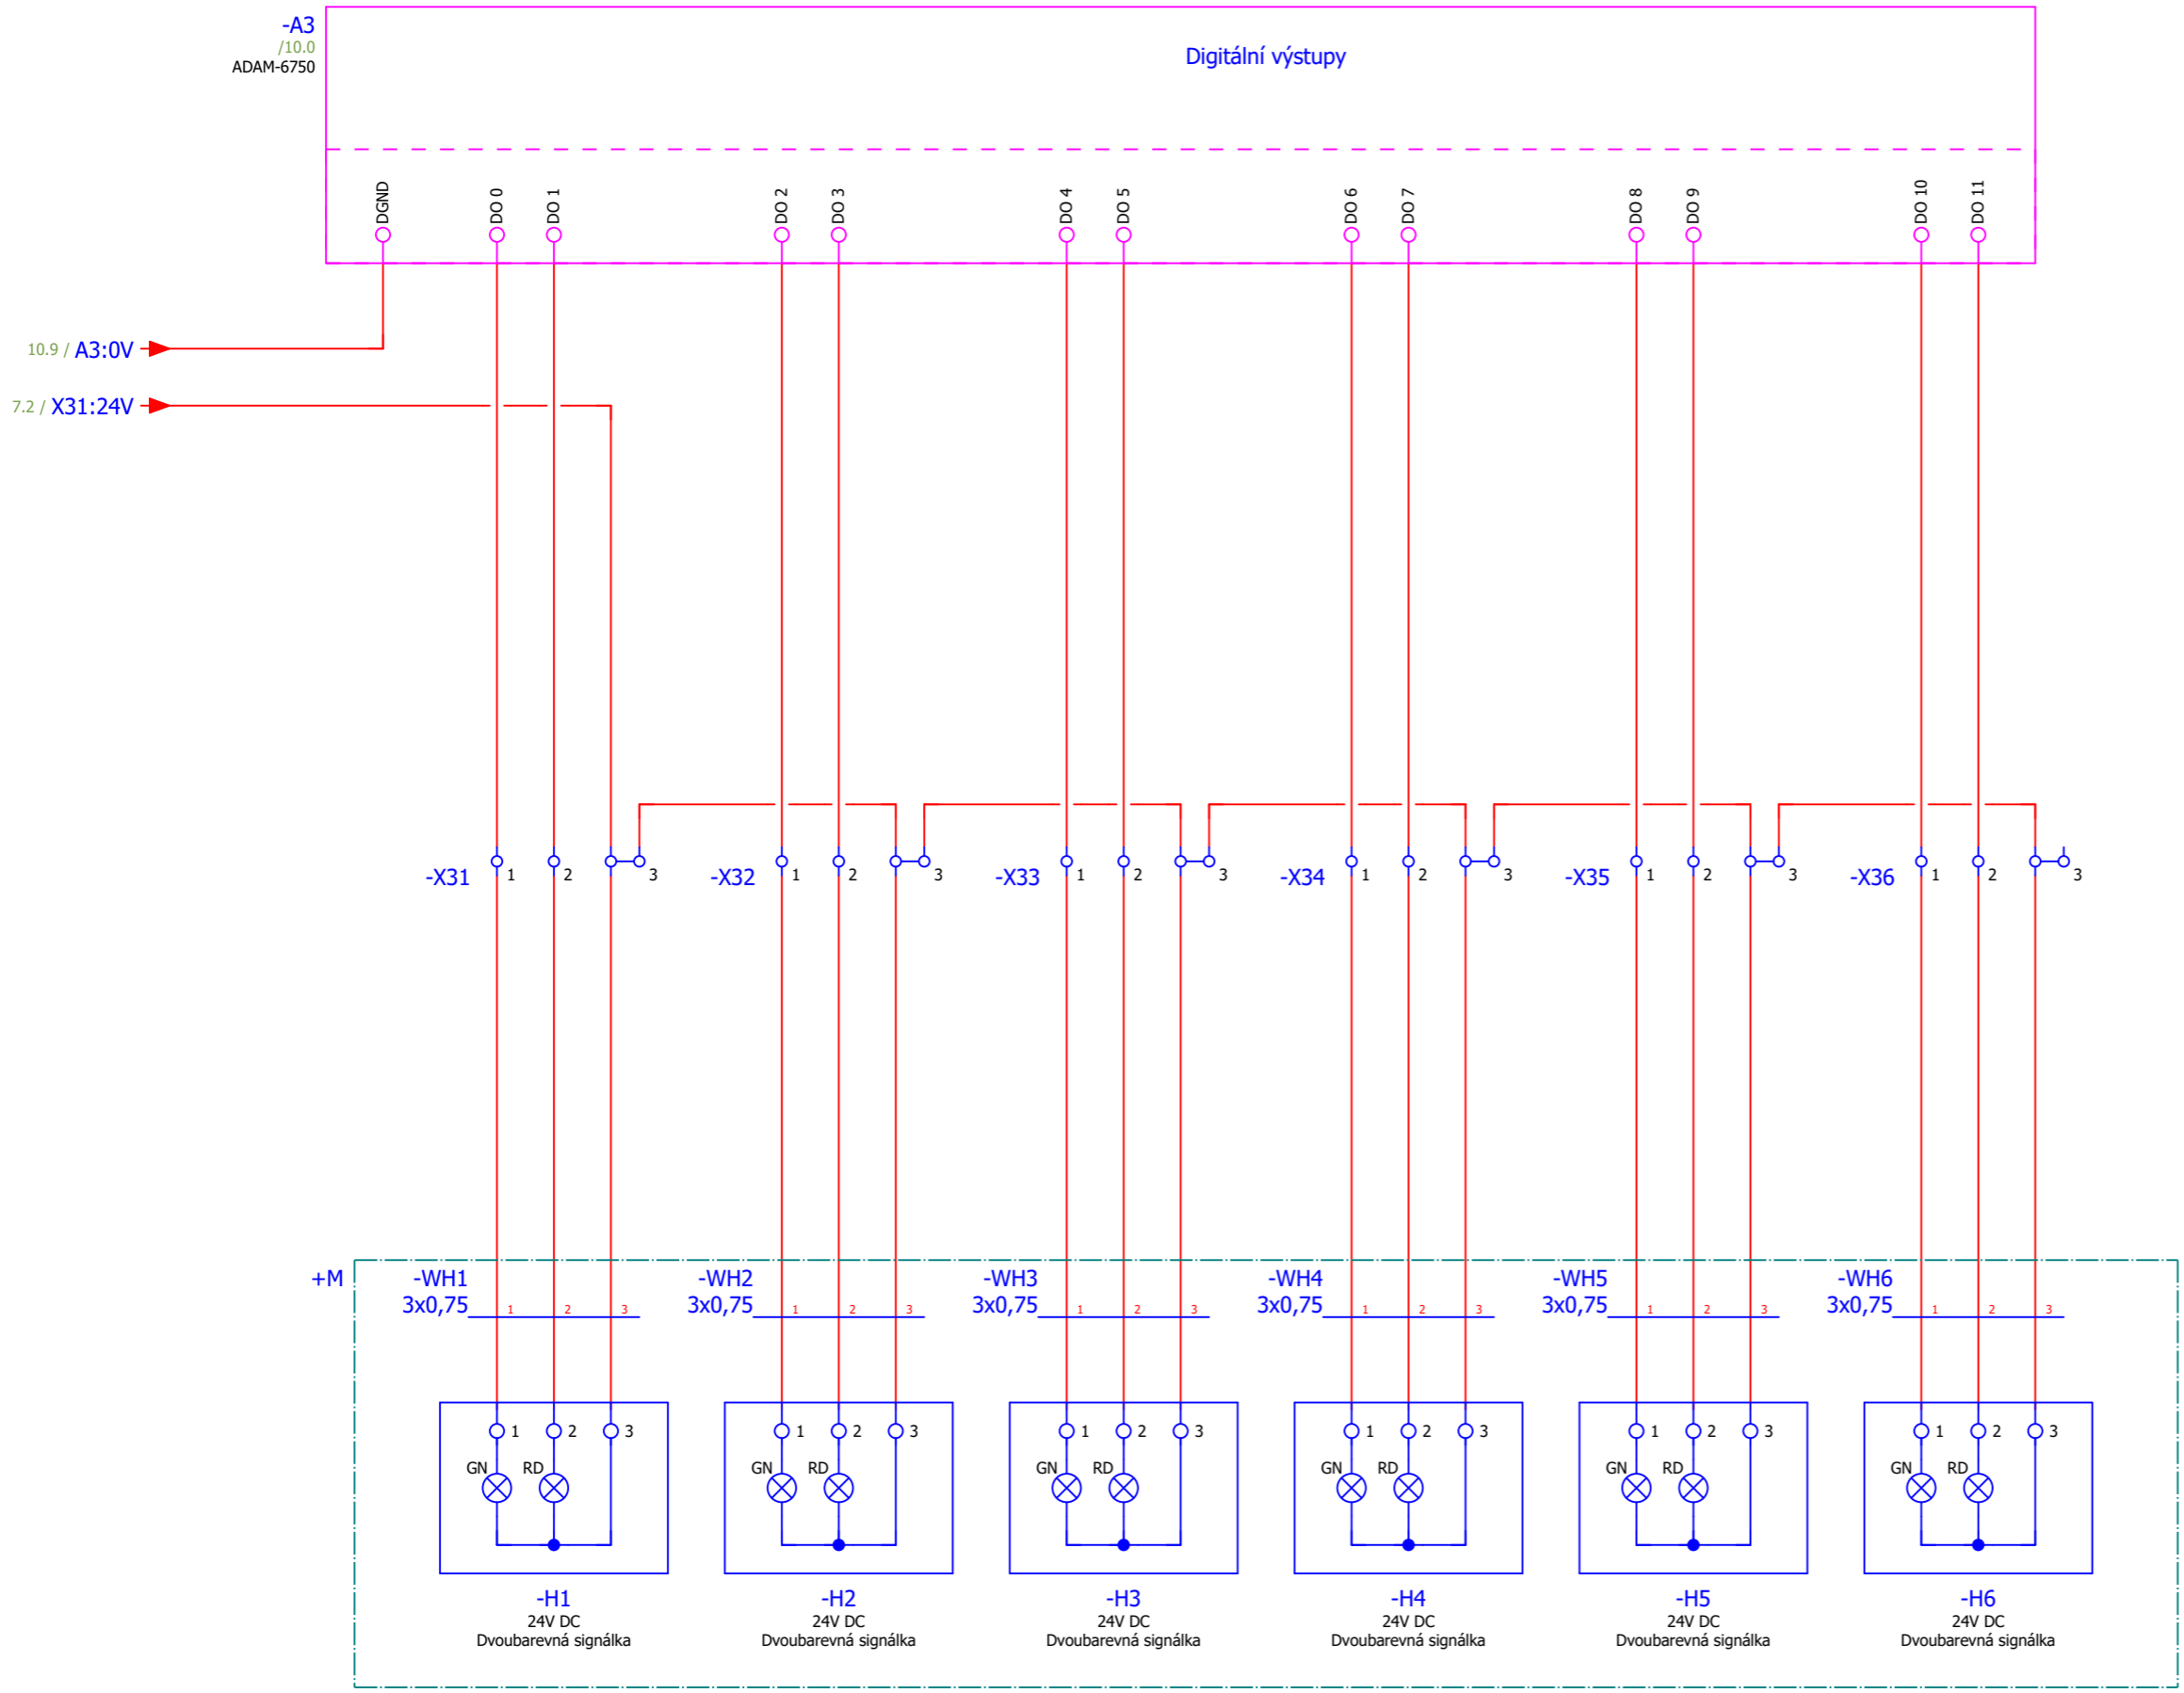 -A3
/10.0
ADAM-6750
Digitální výstupy
DGND
DO 0
DO 1
DO 2
DO 3
DO 4
DO 5
DO 6
DO 7
DO 8
DO 9
DO 10
DO 11
10.9 / A3:0V
7.2 / X31:24V
-X31 1 2 3
-X32 1 2 3
-X33 1 2 3
-X34 1 2 3
-X35 1 2 3
-X36 1 2 3
+M
-WH1
3x0,75 1 2 3
-WH2
3x0,75 1 2 3
-WH3
3x0,75 1 2 3
-WH4
3x0,75 1 2 3
-WH5
3x0,75 1 2 3
-WH6
3x0,75 1 2 3
1 2 3
GN RD
-H1
24V DC
Dvoubarevná signálka
1 2 3
GN RD
-H2
24V DC
Dvoubarevná signálka
1 2 3
GN RD
-H3
24V DC
Dvoubarevná signálka
1 2 3
GN RD
-H4
24V DC
Dvoubarevná signálka
1 2 3
GN RD
-H5
24V DC
Dvoubarevná signálka
1 2 3
GN RD
-H6
24V DC
Dvoubarevná signálka